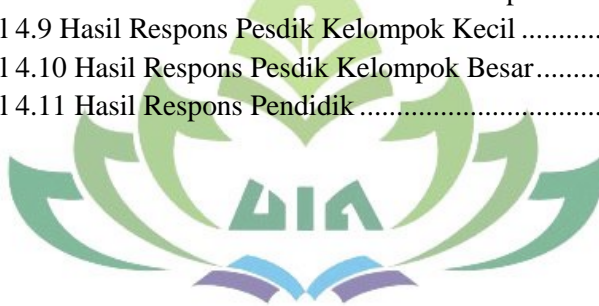 l 4.9 Hasil Respons Pesdik Kelompok Kecil ...........
l 4.10 Hasil Respons Pesdik Kelompok Besar..........
l 4.11 Hasil Respons Pendidik ................................
UIN